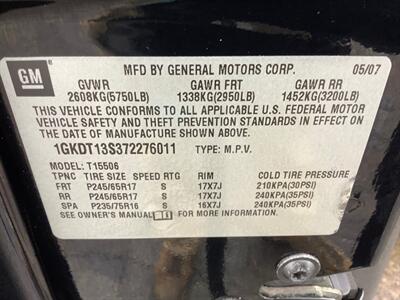 GM
MFD BY GENERAL MOTORS CORP. 05/07
GVWR GAWR FRT GAWR RR
2608KG(5750LB) 1338KG(2950LB) 1452KG(3200LB)
THIS VEHICLE CONFORMS TO ALL APPLICABLE U.S. FEDERAL MOTOR
VEHICLE SAFETY AND THEFT PREVENTION STANDARDS IN EFFECT ON
THE DATE OF MANUFACTURE SHOWN ABOVE.
1GKDT13S372276011 TYPE: M.P.V.
MODEL: T15506
TPNC TIRE SIZE SPEED RTG RIM COLD TIRE PRESSURE
FRT P245/65R17 S 17X7J 210KPA(30PSI)
RR P245/65R17 S 17X7J 240KPA(35PSI)
SPA P235/75R16 S 16X7J 240KPA(35PSI)
SEE OWNER'S MANUAL FOR MORE INFORMATION.